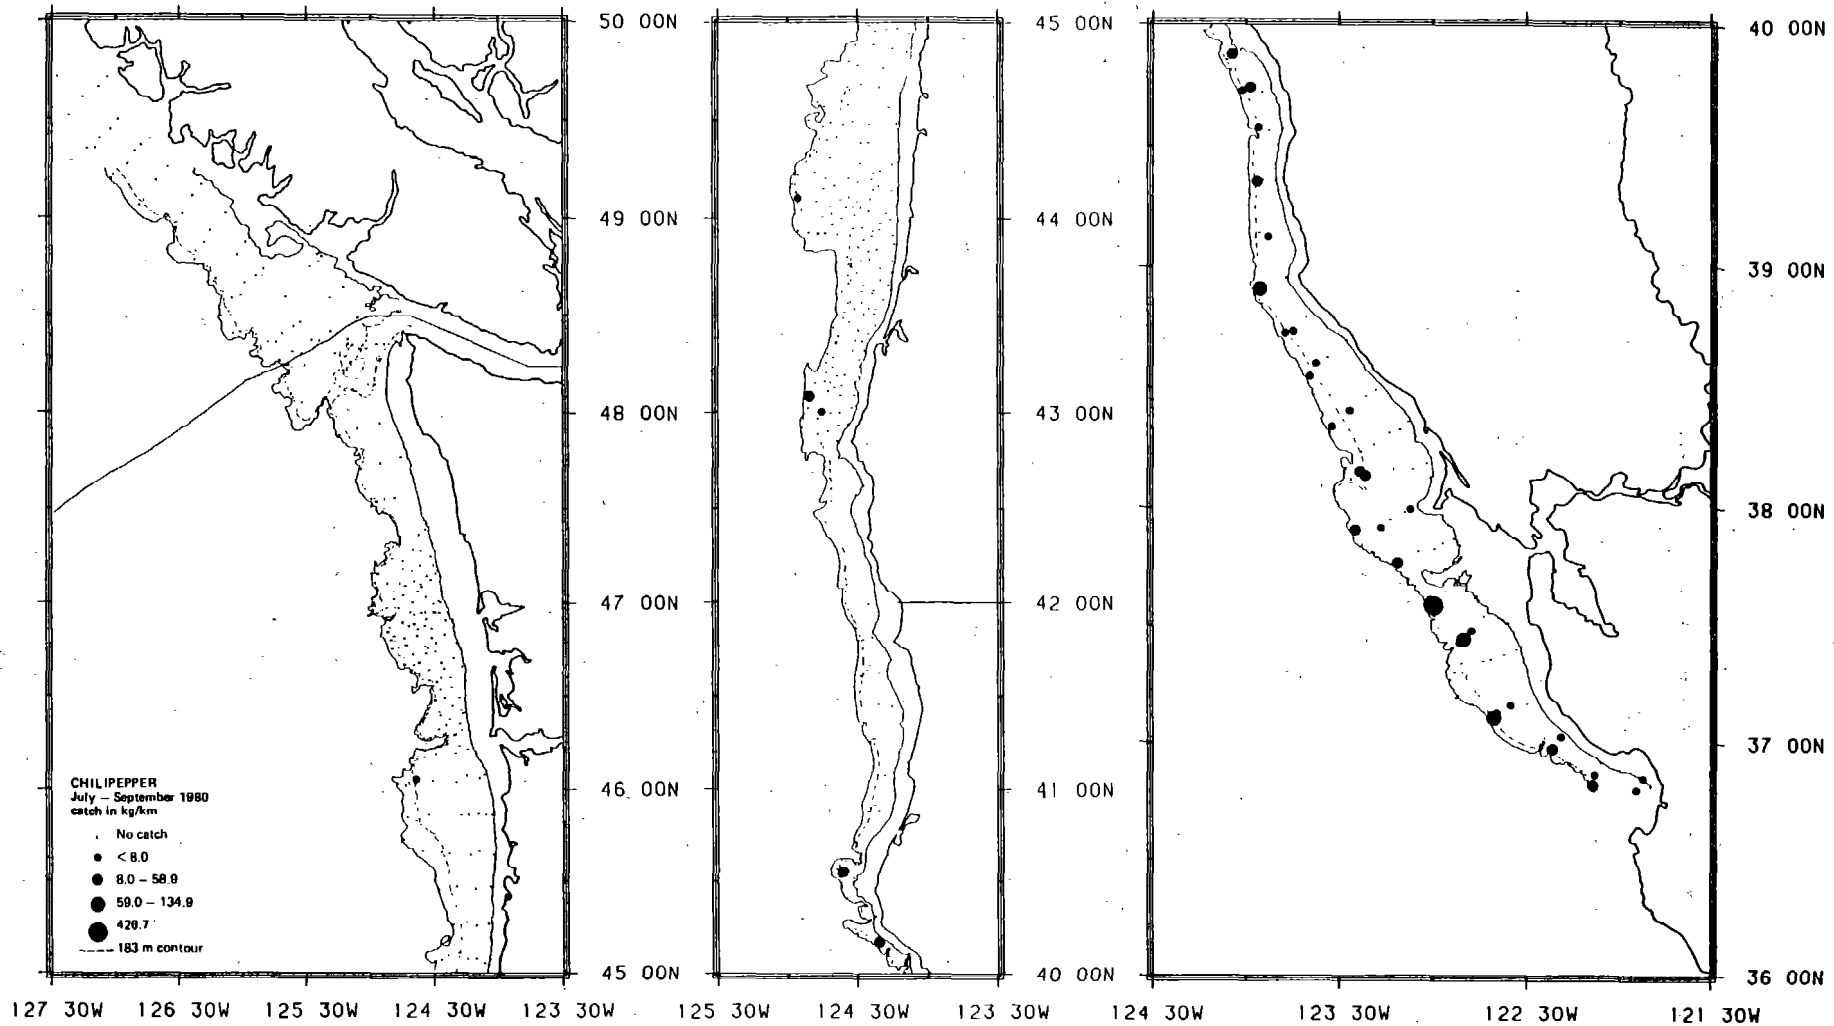 50 00N
49 00N
48 00N
47 00N
46 00N
45 00N
CHILIPEPPER
July – September 1980
catch in kg/km
No catch
< 8.0
8.0 – 58.9
59.0 – 134.9
428.7
183 m contour
127 30W
126 30W
125 30W
124 30W
123 30W
45 00N
44 00N
43 00N
42 00N
41 00N
40 00N
125 30W
124 30W
123 30W
40 00N
39 00N
38 00N
37 00N
36 00N
124 30W
123 30W
122 30W
121 30W